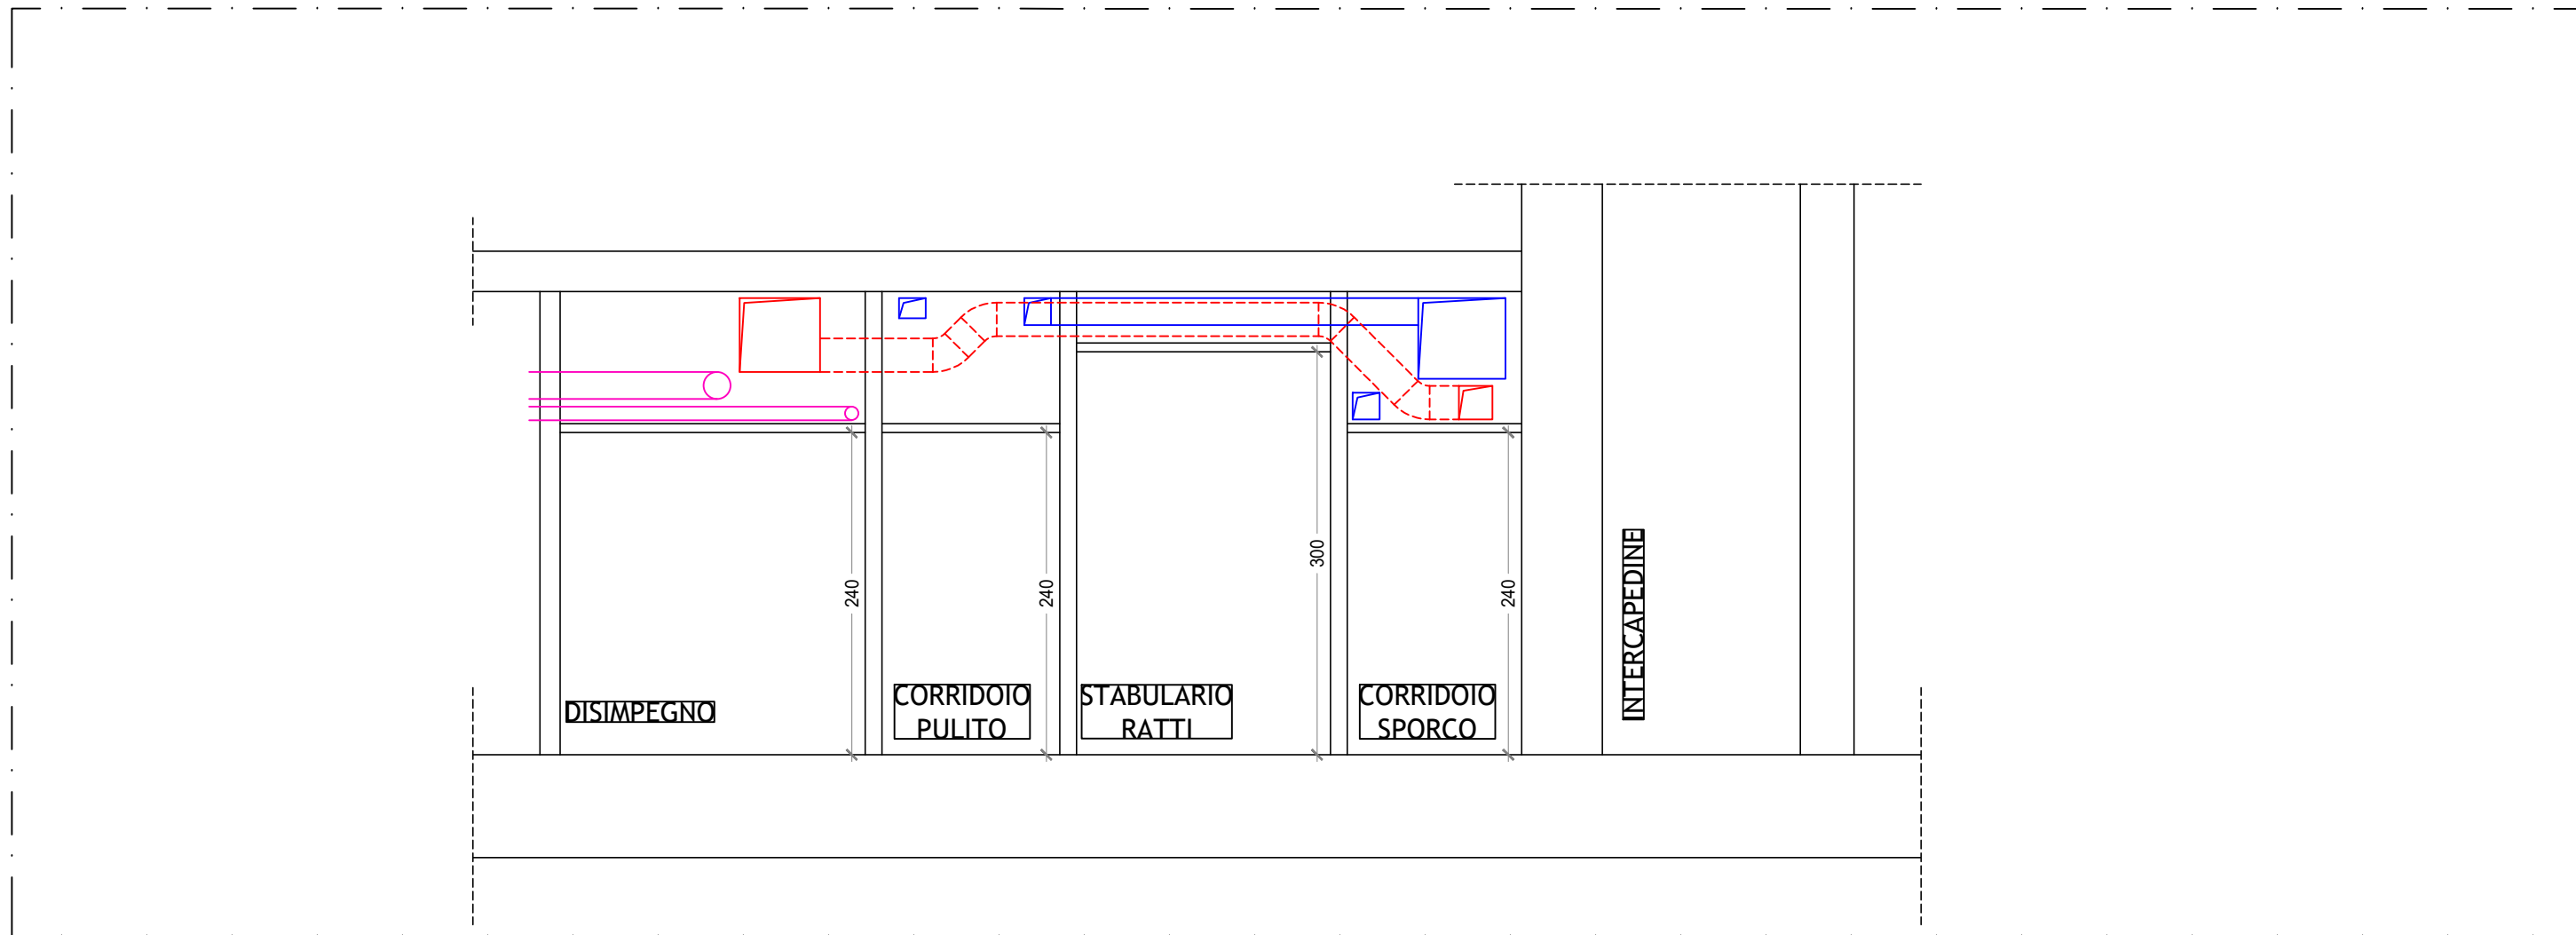 300
240
240
240
INTERCAPEDINE
DISIMPEGNO
CORRIDOIO
PULITO
STABULARIO
RATTI
CORRIDOIO
SPORCO